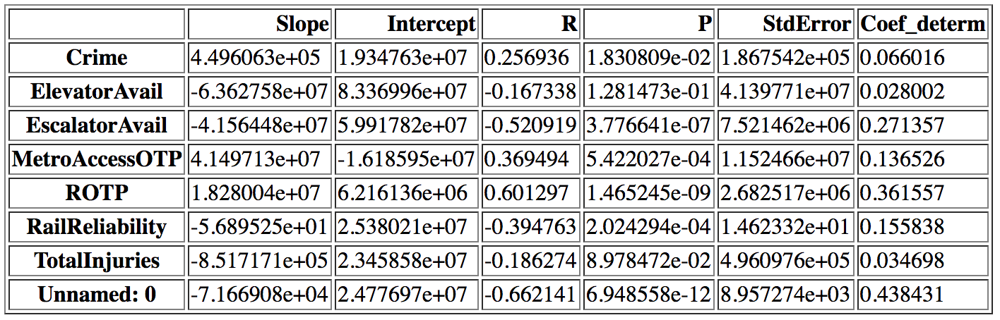 Slope Intercept R P StdError Coef_determ
Crime 4.496063e+05 1.934763e+07 0.256936 1.830809e-02 1.867542e+05 0.066016
ElevatorAvail -6.362758e+07 8.336996e+07 -0.167338 1.281473e-01 4.139771e+07 0.028002
EscalatorAvail -4.156448e+07 5.991782e+07 -0.520919 3.776641e-07 7.521462e+06 0.271357
MetroAccessOTP 4.149713e+07 -1.618595e+07 0.369494 5.422027e-04 1.152466e+07 0.136526
ROTP 1.828004e+07 6.216136e+06 0.601297 1.465245e-09 2.682517e+06 0.361557
RailReliability -5.689525e+01 2.538021e+07 -0.394763 2.024294e-04 1.462332e+01 0.155838
TotalInjuries -8.517171e+05 2.345858e+07 -0.186274 8.978472e-02 4.960976e+05 0.034698
Unnamed: 0 -7.166908e+04 2.477697e+07 -0.662141 6.948558e-12 8.957274e+03 0.438431